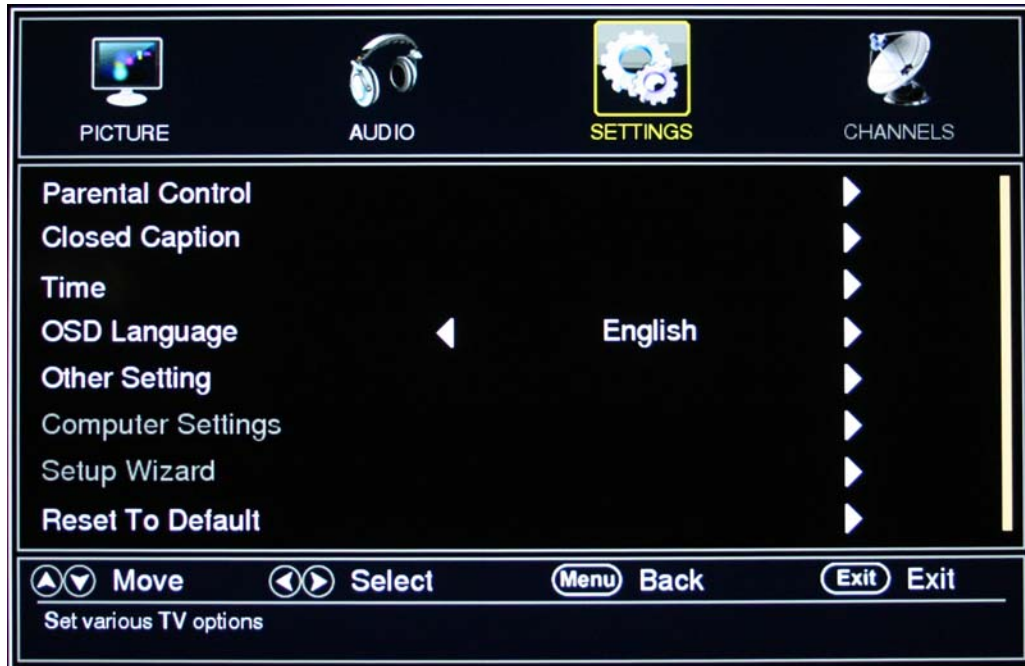 PICTURE AUDIO SETTINGS CHANNELS
Parental Control
Closed Caption
Time
OSD Language English
Other Setting
Computer Settings
Setup Wizard
Reset To Default
Move Select Menu Back Exit Exit
Set various TV options